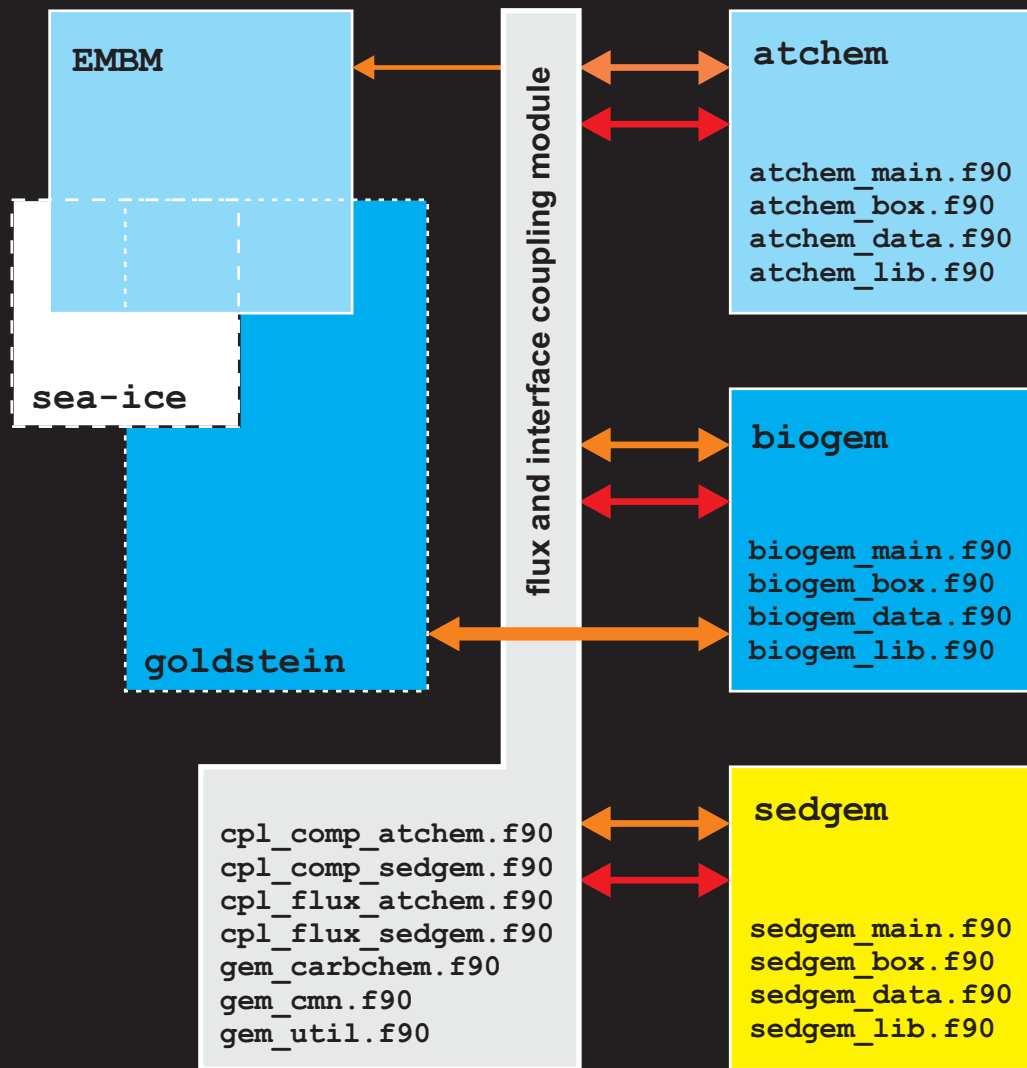 EMBM
sea-ice
goldstein
flux and interface coupling module
cpl_comp_atchem.f90
cpl_comp_sedgem.f90
cpl_flux_atchem.f90
cpl_flux_sedgem.f90
gem_carbchem.f90
gem_cmn.f90
gem_util.f90
atchem
atchem_main.f90
atchem_box.f90
atchem_data.f90
atchem_lib.f90
biogem
biogem_main.f90
biogem_box.f90
biogem_data.f90
biogem_lib.f90
sedgem
sedgem_main.f90
sedgem_box.f90
sedgem_data.f90
sedgem_lib.f90